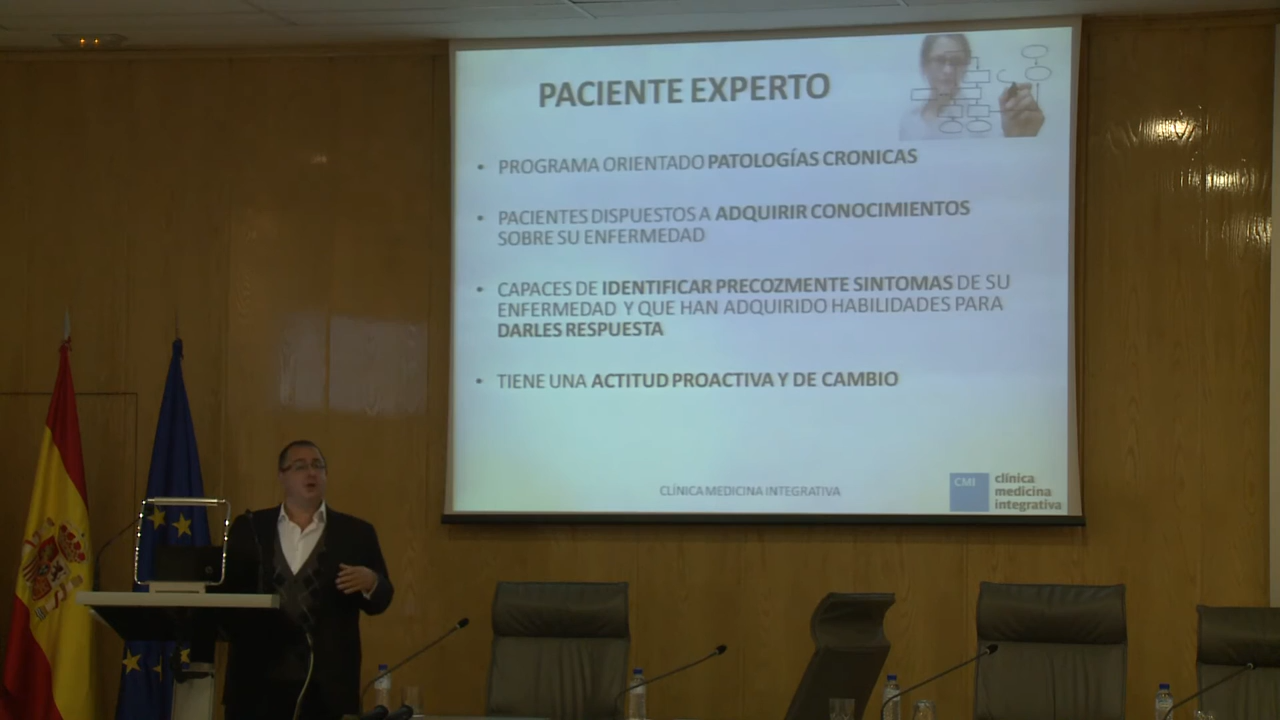 PACIENTE EXPERTO
• PROGRAMA ORIENTADO PATOLOGÍAS CRONICAS
• PACIENTES DISPUESTOS A ADQUIRIR CONOCIMIENTOS
SOBRE SU ENFERMEDAD
• CAPACES DE IDENTIFICAR PRECOZMENTE SINTOMAS DE SU
ENFERMEDAD Y QUE HAN ADQUIRIDO HABILIDADES PARA
DARLES RESPUESTA
• TIENE UNA ACTITUD PROACTIVA Y DE CAMBIO
CLÍNICA MEDICINA INTEGRATIVA
CMI
clínica
medicina
integrativa